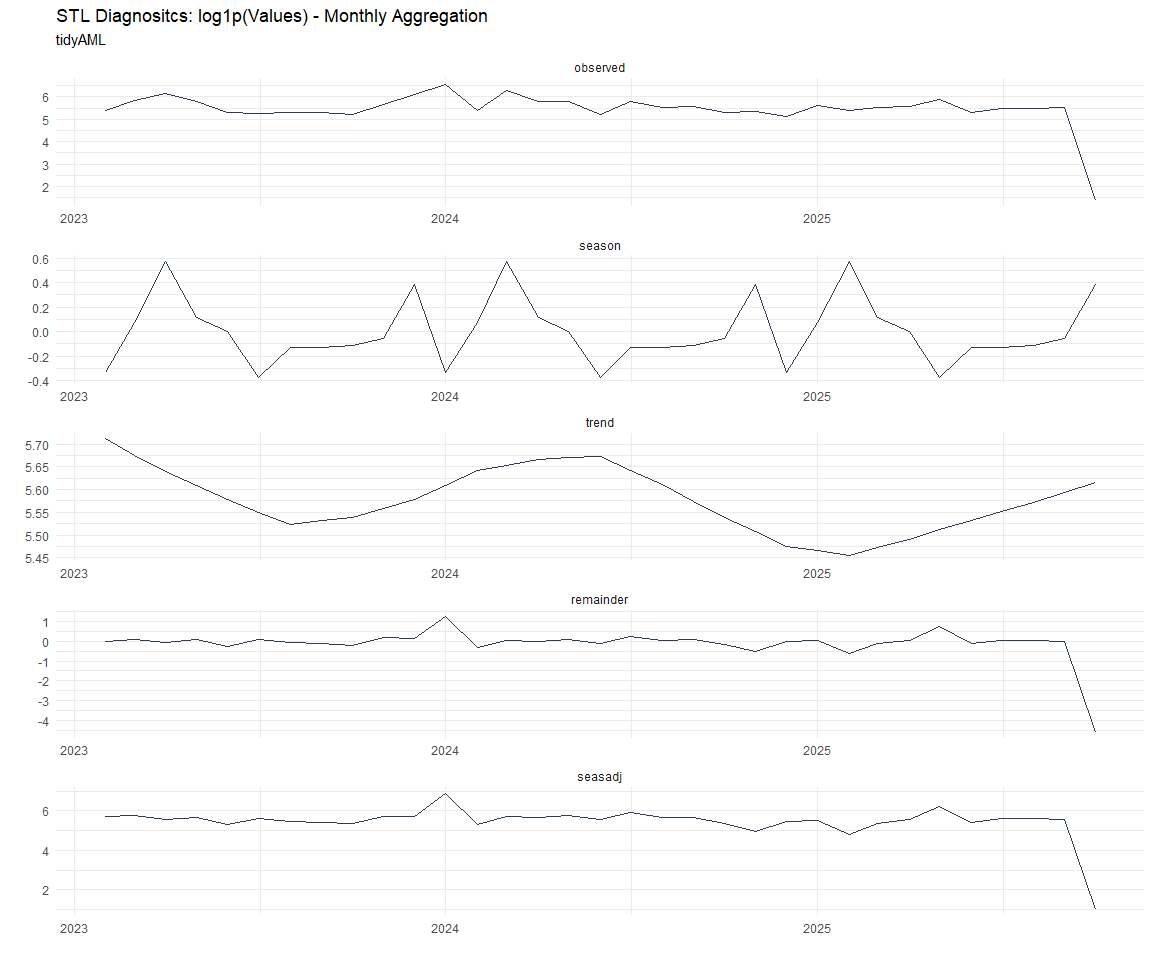 STL Diagnositcs: log1p(Values) - Monthly Aggregation
tidyAML
observed
6
5
4
3
2
2023 2024 2025
season
0.6
0.4
0.2
0.0
-0.2
-0.4
2023 2024 2025
trend
5.70
5.65
5.60
5.55
5.50
5.45
2023 2024 2025
remainder
1
0
-1
-2
-3
-4
2023 2024 2025
seasadj
6
4
2
2023 2024 2025